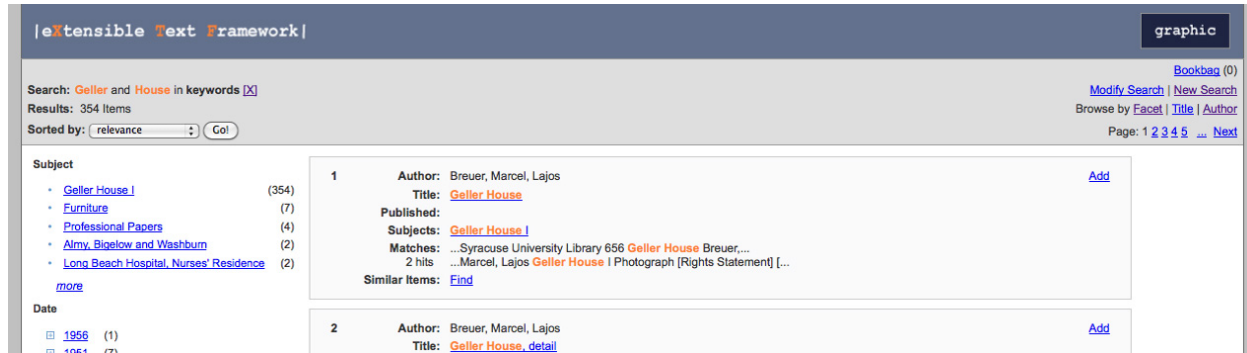 |eXtensible Text Framework|
graphic
Bookbag (0)
Search: Geller and House in keywords [X]
Modify Search | New Search
Results: 354 Items
Browse by Facet | Title | Author
Sorted by: relevance Go!
Page: 1 2 3 4 5 ... Next
Subject
Geller House I (354)
Furniture (7)
Professional Papers (4)
Almy, Bigelow and Washburn (2)
Long Beach Hospital, Nurses' Residence (2)
more
Date
1956 (1)
1951 (7)
1 Author: Breuer, Marcel, Lajos Add
Title: Geller House
Published:
Subjects: Geller House I
Matches: ...Syracuse University Library 656 Geller House Breuer,...
2 hits ...Marcel, Lajos Geller House I Photograph [Rights Statement] [...
Similar Items: Find
2 Author: Breuer, Marcel, Lajos Add
Title: Geller House, detail